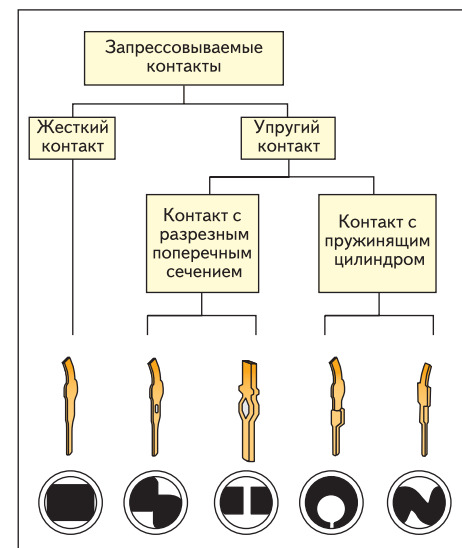 Запрессовываемые
контакты
Жесткий
контакт
Упругий
контакт
Контакт с
разрезным
поперечным
сечением
Контакт с
пружинящим
цилиндром